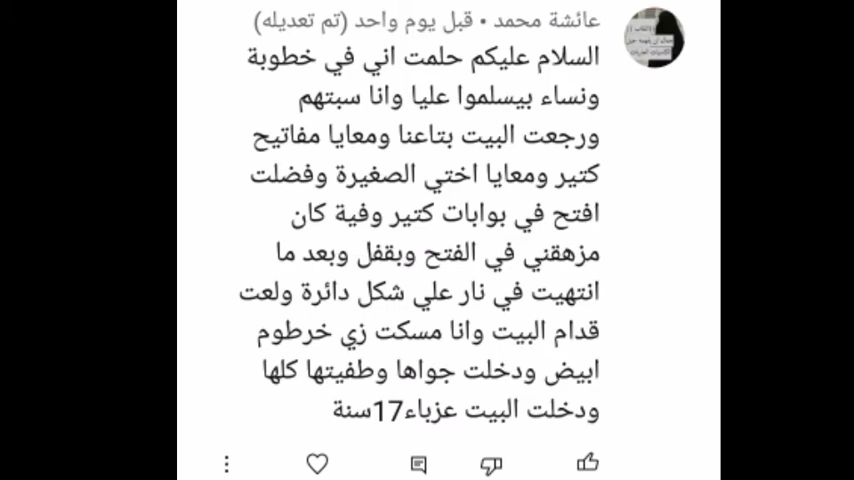 عائشة محمد • قبل يوم واحد (تم تعديله)
السلام عليكم حلمت اني في خطوبة
ونساء بيسلموا عليا وانا سبتهم
ورجعت البيت بتاعنا ومعايا مفاتيح
كتير ومعايا اختي الصغيرة وفضلت
افتح في بوابات كتير وفية كان
مزهقني في الفتح وبقفل وبعد ما
انتهيت في نار علي شكل دائرة ولعت
قدام البيت وانا مسكت زي خرطوم
ابيض ودخلت جواها وطفيتها كلها
ودخلت البيت عزباء17سنة